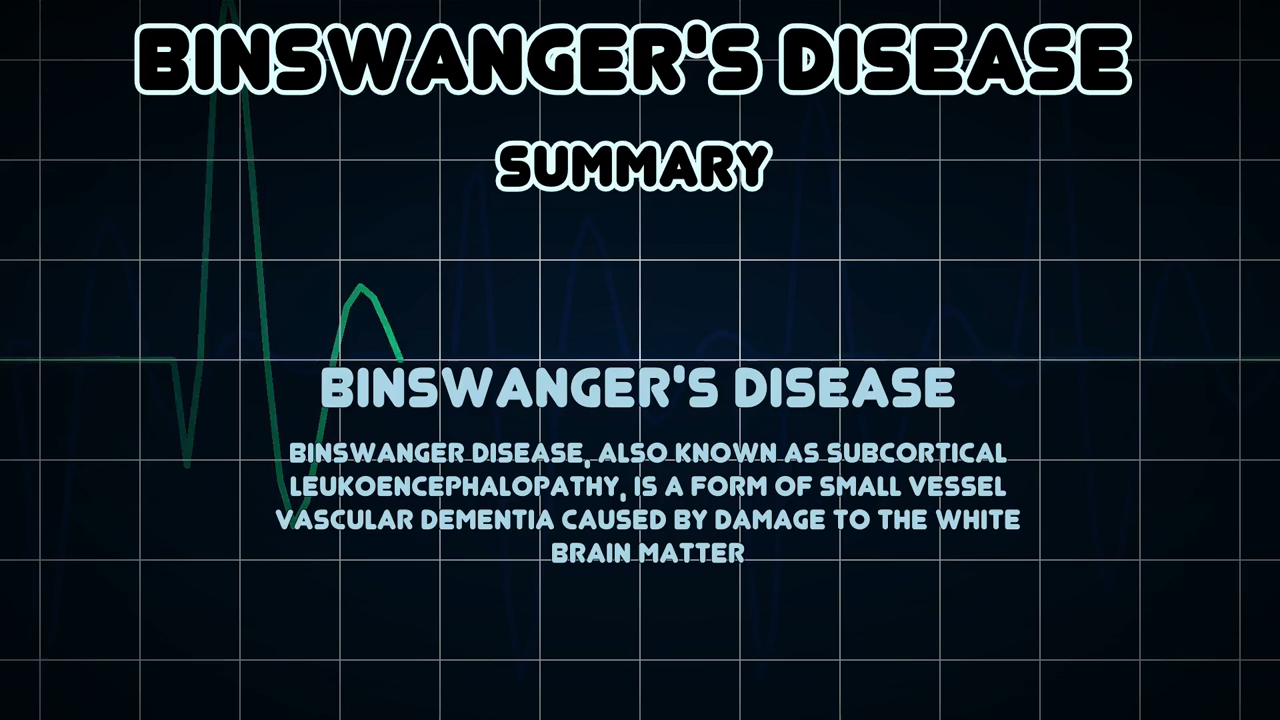 BINSWANGER'S DISEASE
SUMMARY
BINSWANGER'S DISEASE
BINSWANGER DISEASE, ALSO KNOWN AS SUBCORTICAL
LEUKOENCEPHALOPATHY, IS A FORM OF SMALL VESSEL
VASCULAR DEMENTIA CAUSED BY DAMAGE TO THE WHITE
BRAIN MATTER